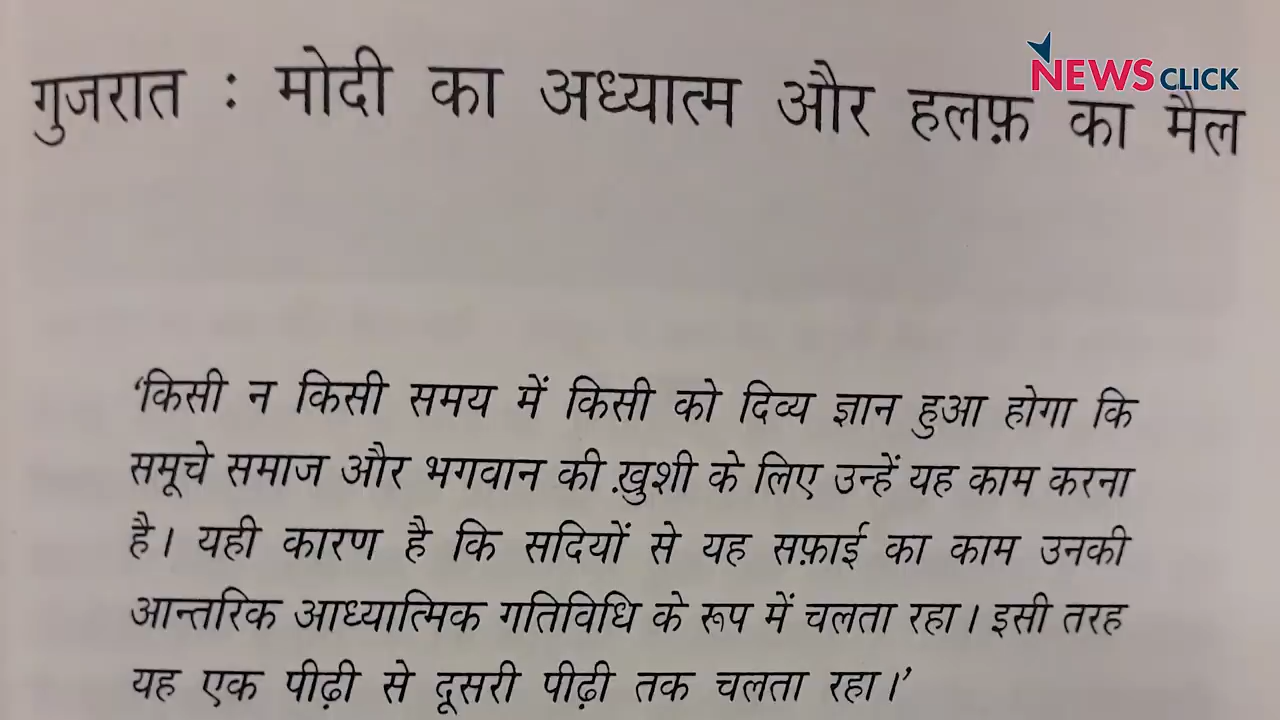 NEWS CLICK
गुजरात : मोदी का अध्यात्म और हलफ़ का मैल
‘किसी न किसी समय में किसी को दिव्य ज्ञान हुआ होगा कि
समूचे समाज और भगवान की ख़ुशी के लिए उन्हें यह काम करना
है। यही कारण है कि सदियों से यह सफ़ाई का काम उनकी
आन्तरिक आध्यात्मिक गतिविधि के रूप में चलता रहा। इसी तरह
यह एक पीढ़ी से दूसरी पीढ़ी तक चलता रहा।’